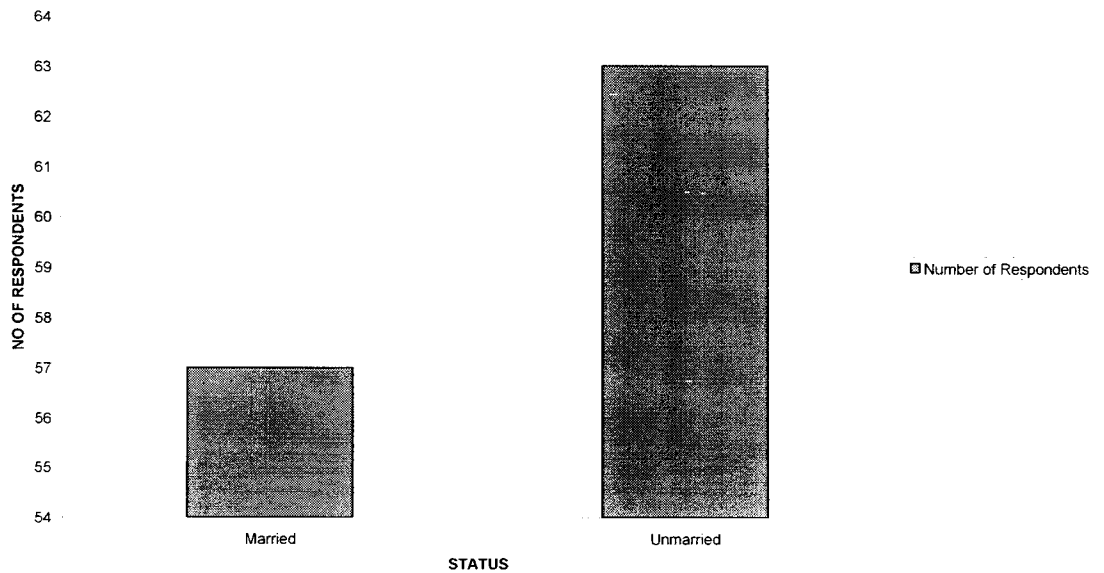 64
63
62
61
60
59
58
57
56
55
54
NO OF RESPONDENTS
Married
Unmarried
STATUS
Number of Respondents